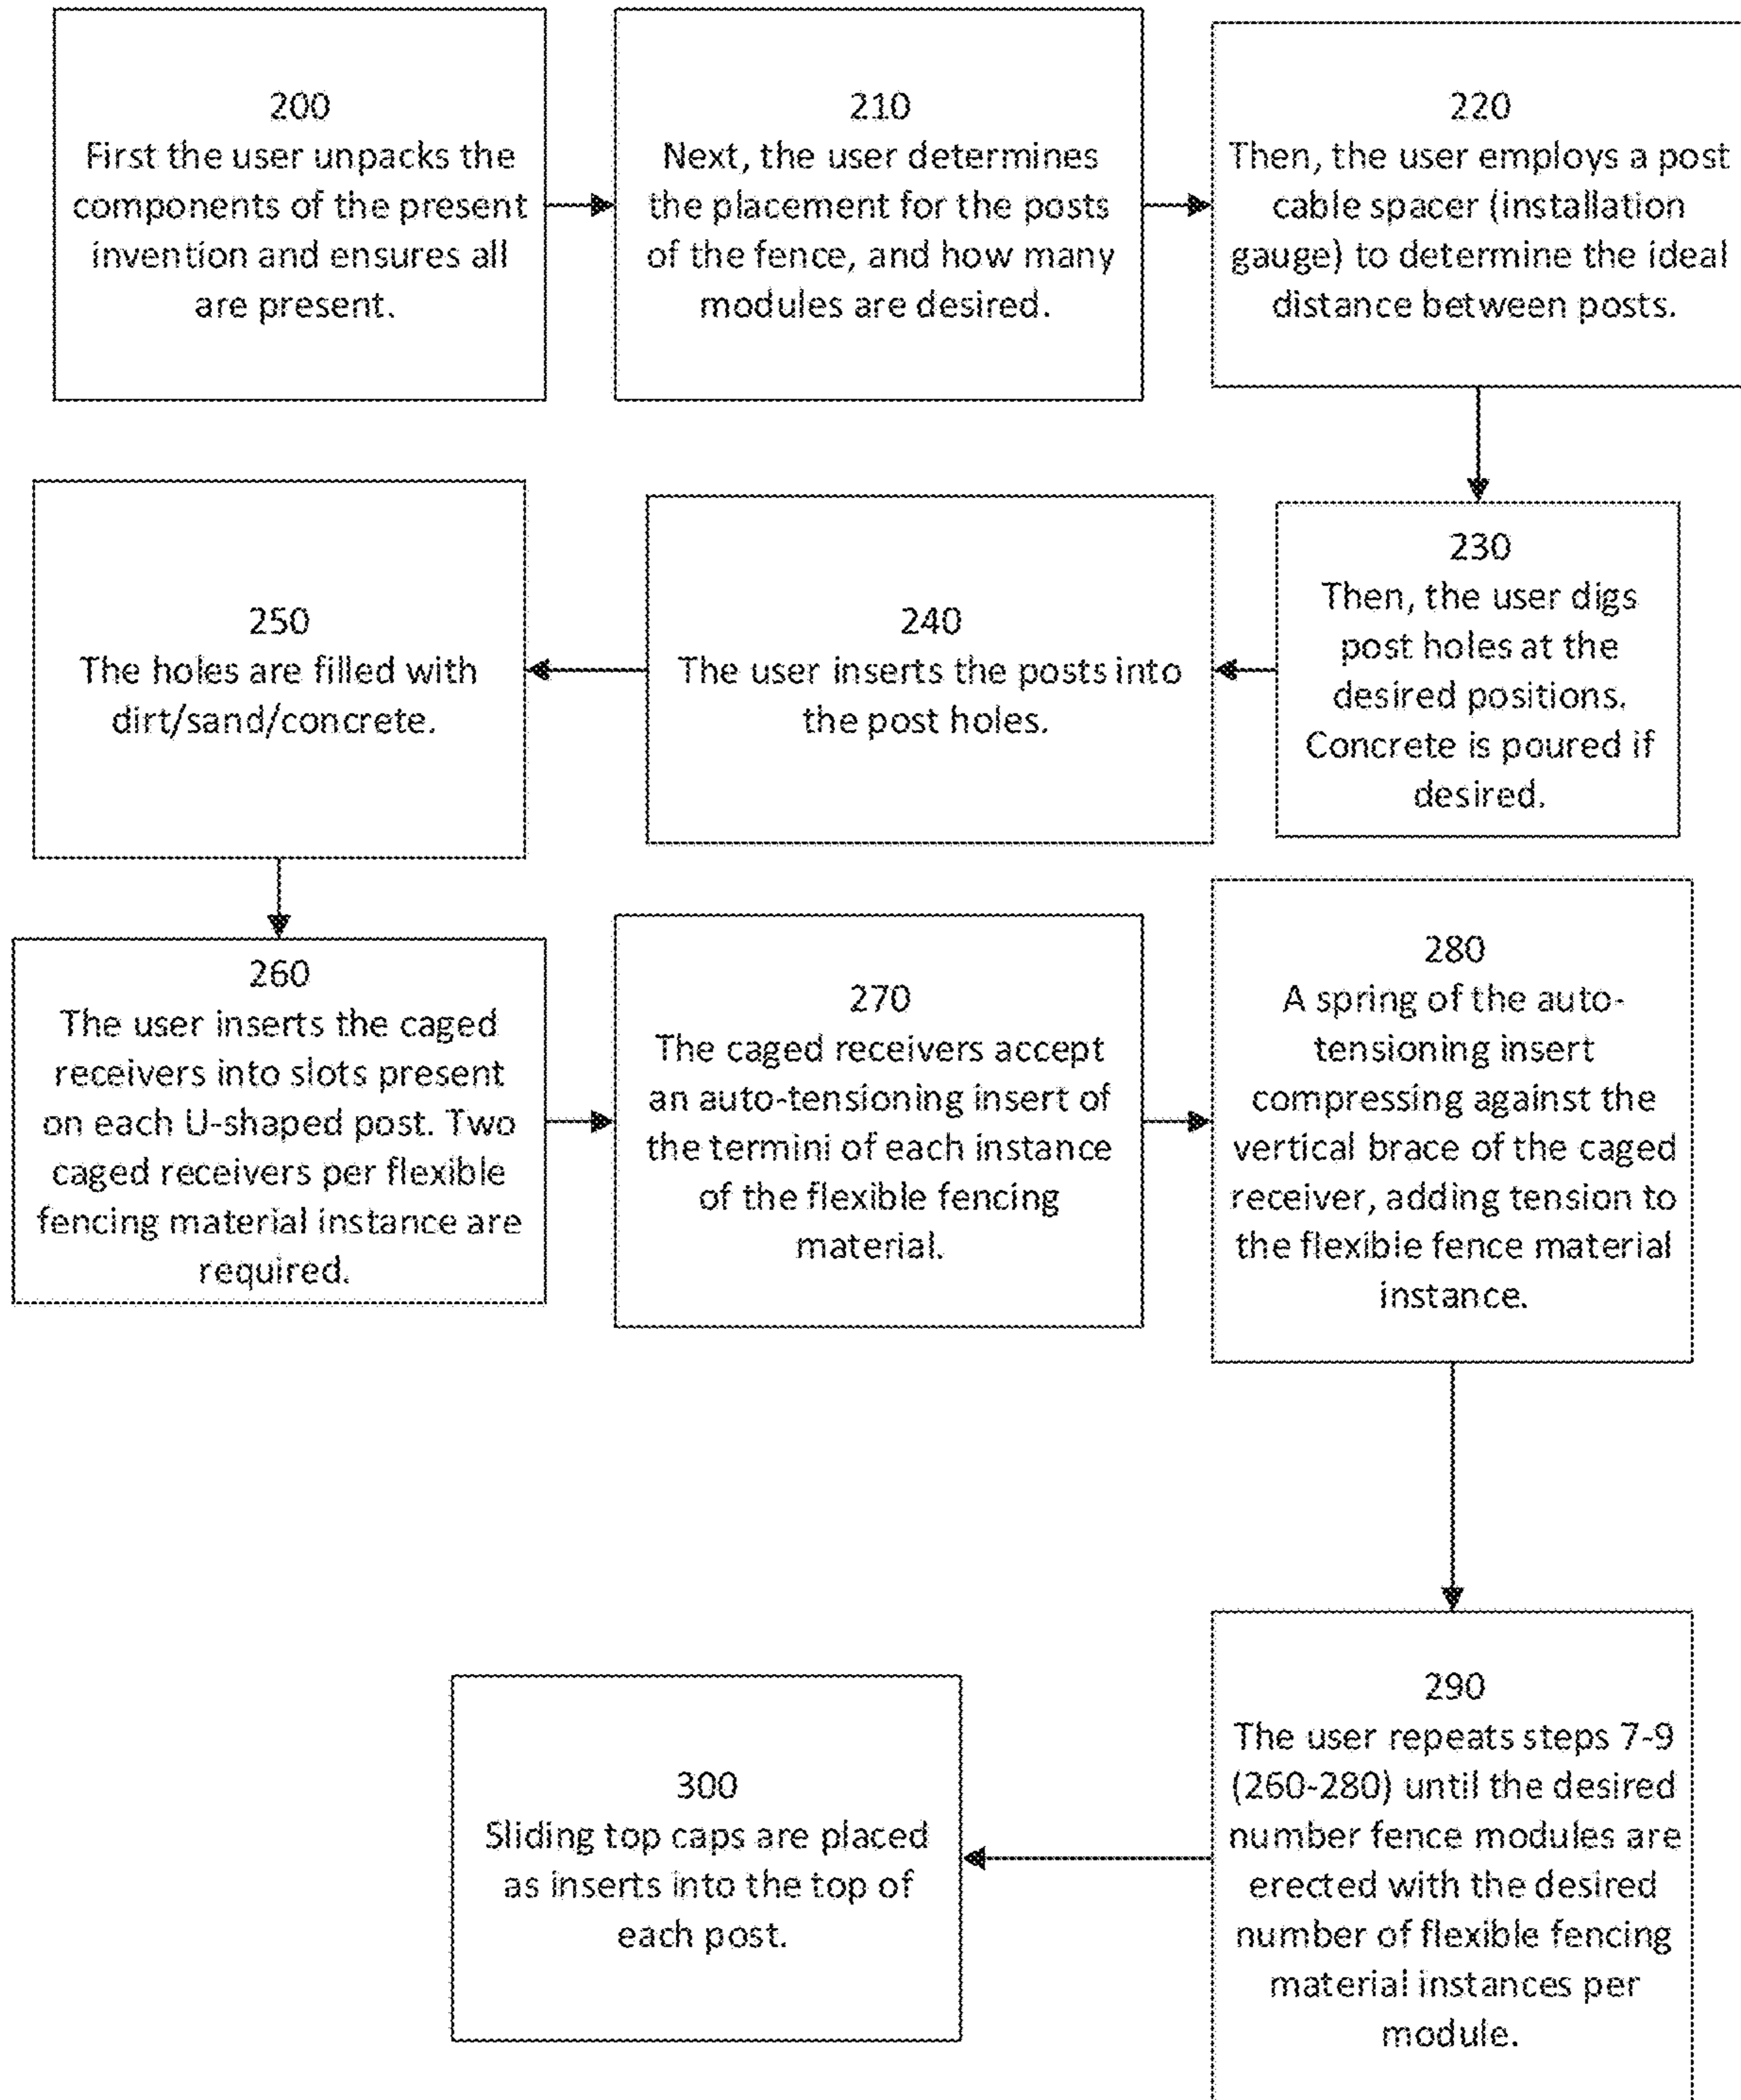 200
First the user unpacks the
components of the present
invention and ensures all
are present.
210
Next, the user determines
the placement for the posts
of the fence, and how many
modules are desired.
220
Then, the user employs a post
cable spacer (installation
gauge) to determine the ideal
distance between posts.
230
Then, the user digs
post holes at the
desired positions.
Concrete is poured if
desired.
240
The user inserts the posts into
the post holes.
250
The holes are filled with
dirt/sand/concrete.
260
The user inserts the caged
receivers into slots present
on each U-shaped post. Two
caged receivers per flexible
fencing material instance are
required.
270
The caged receivers accept
an auto-tensioning insert of
the termini of each instance
of the flexible fencing
material.
280
A spring of the auto-
tensioning insert
compressing against the
vertical brace of the caged
receiver, adding tension to
the flexible fence material
instance.
290
The user repeats steps 7-9
(260-280) until the desired
number fence modules are
erected with the desired
number of flexible fencing
material instances per
module.
300
Sliding top caps are placed
as inserts into the top of
each post.